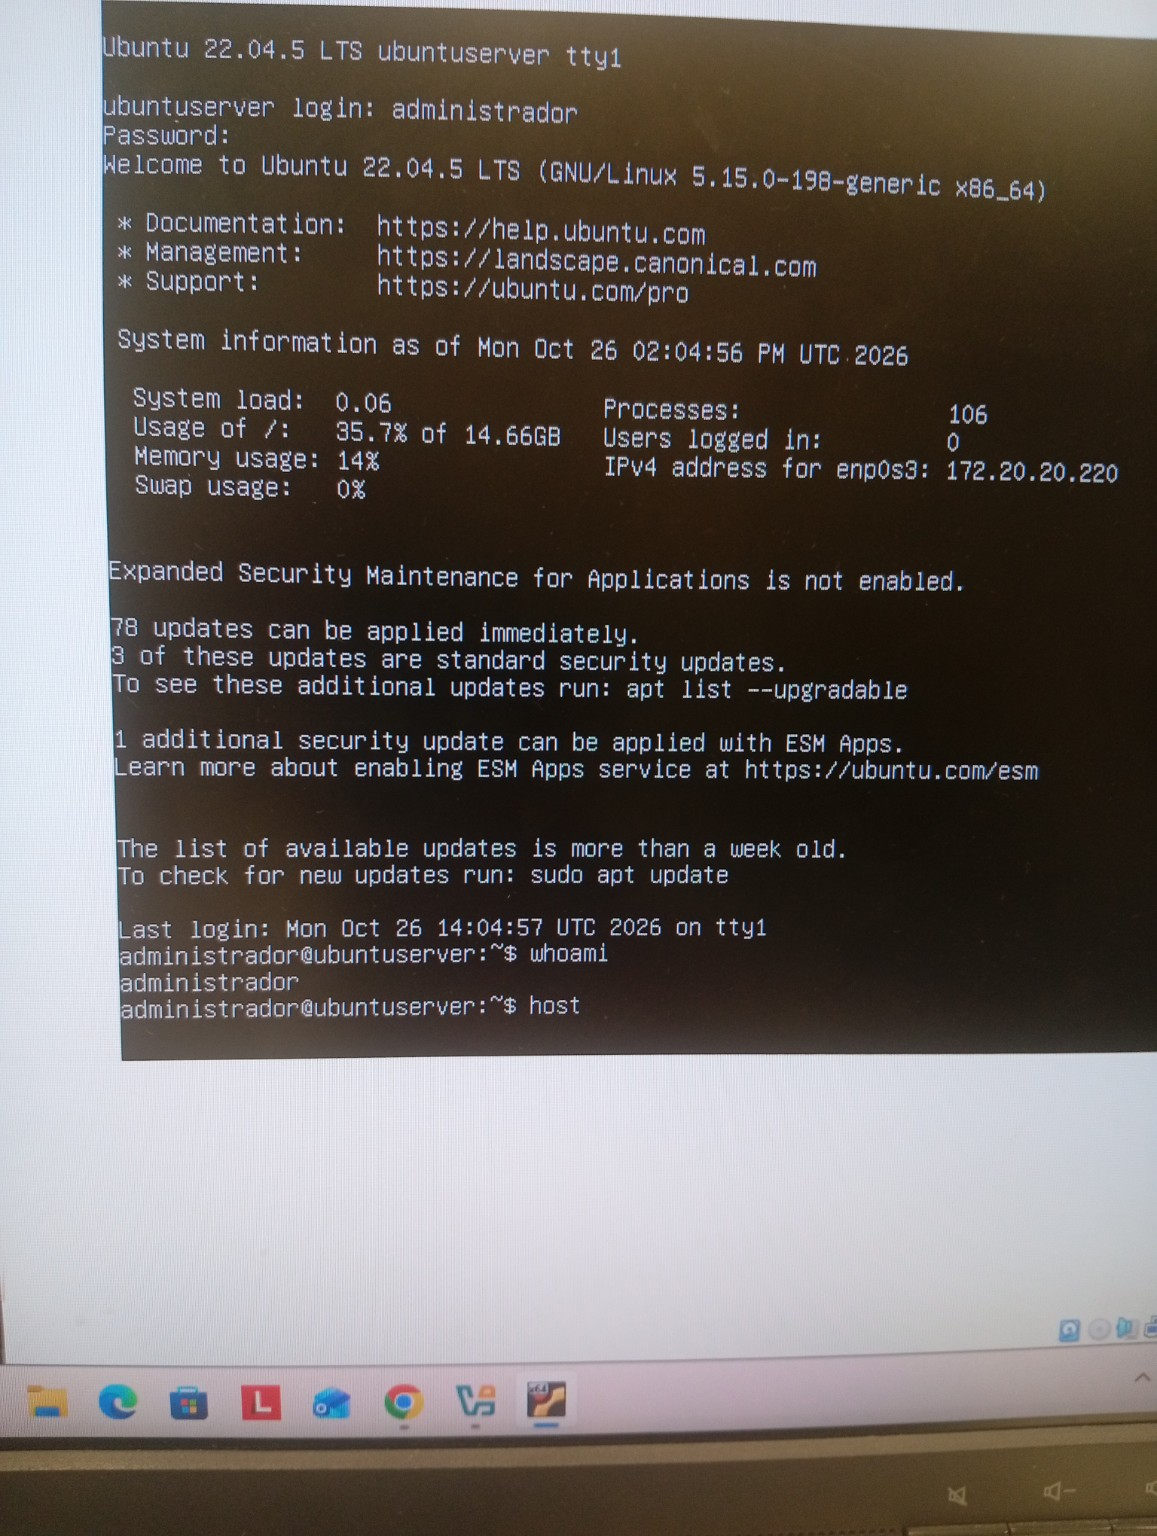 Ubuntu 22.04.5 LTS ubuntuserver tty1
ubuntuserver login: administrador
Password:
Welcome to Ubuntu 22.04.5 LTS (GNU/Linux 5.15.0-198-generic x86_64)
* Documentation: https://help.ubuntu.com
* Management: https://landscape.canonical.com
* Support: https://ubuntu.com/pro
System information as of Mon Oct 26 02:04:56 PM UTC 2026
System load: 0.06 Processes: 106
Usage of /: 35.7% of 14.66GB Users logged in: 0
Memory usage: 14% IPv4 address for enp0s3: 172.20.20.220
Swap usage: 0%
Expanded Security Maintenance for Applications is not enabled.
78 updates can be applied immediately.
3 of these updates are standard security updates.
To see these additional updates run: apt list --upgradable
1 additional security update can be applied with ESM Apps.
Learn more about enabling ESM Apps service at https://ubuntu.com/esm
The list of available updates is more than a week old.
To check for new updates run: sudo apt update
Last login: Mon Oct 26 14:04:57 UTC 2026 on tty1
administrador@ubuntuserver:~$ whoami
administrador
administrador@ubuntuserver:~$ host
L